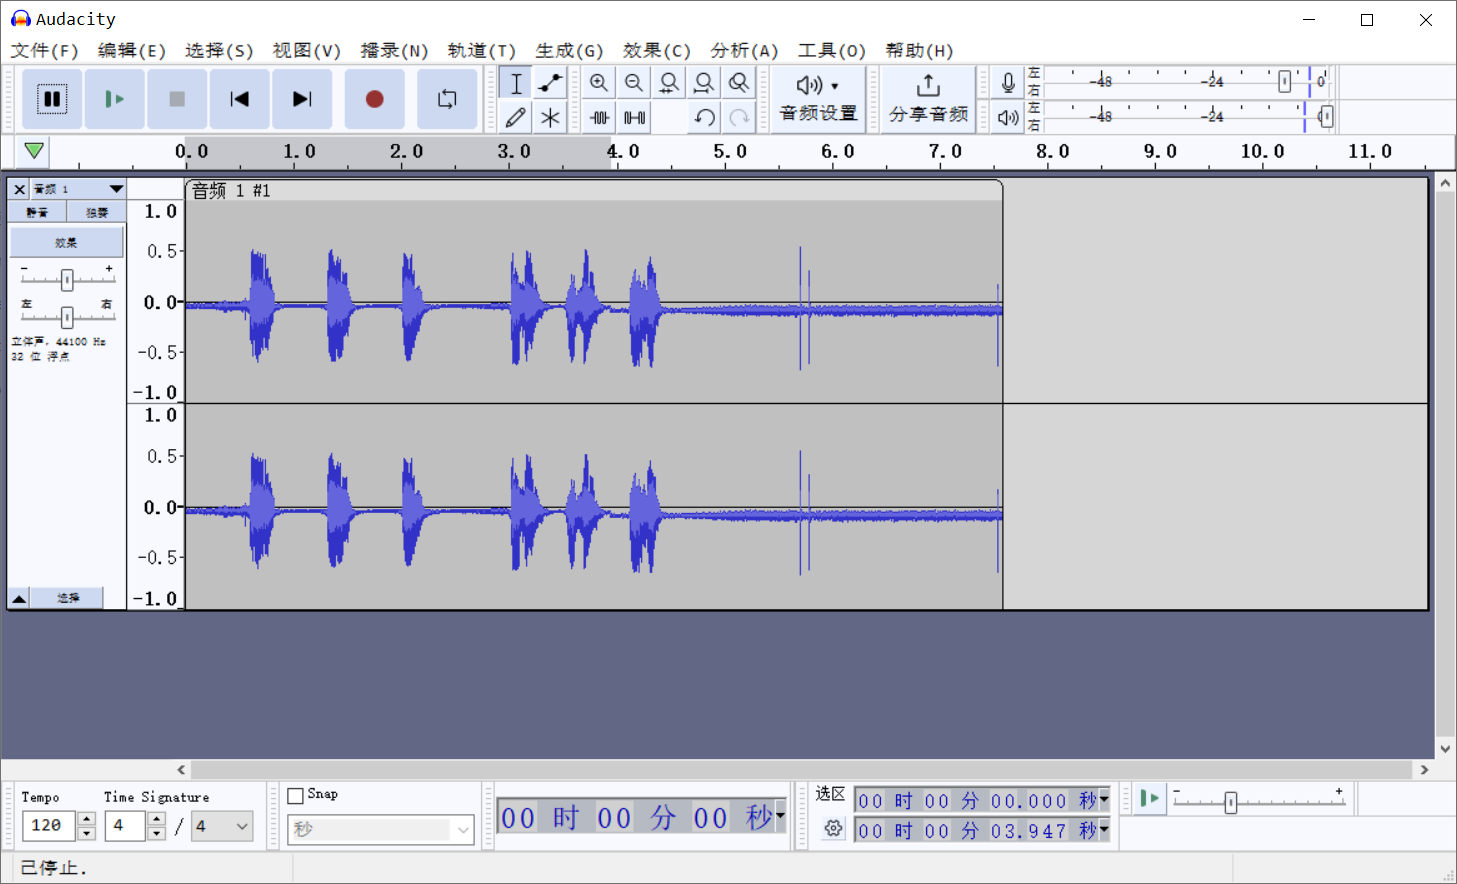 Audacity
文件(F) 编辑(E) 选择(S) 视图(V) 播录(N) 轨道(T) 生成(G) 效果(C) 分析(A) 工具(O) 帮助(H)
音频设置
分享音频
左
右
-48 -24 0
左
右
-48 -24
0.0 1.0 2.0 3.0 4.0 5.0 6.0 7.0 8.0 9.0 10.0 11.0
音频 1
静音 独奏
效果
- +
左 右
立体声, 44100 Hz
32 位 浮点
选择
音频 1 #1
1.0
0.5
0.0
-0.5
-1.0
1.0
0.5
0.0
-0.5
-1.0
Tempo
120
Time Signature
4 / 4
Snap
秒
00 时 00 分 00 秒
选区
00 时 00 分 00.000 秒
00 时 00 分 03.947 秒
- +
已停止.